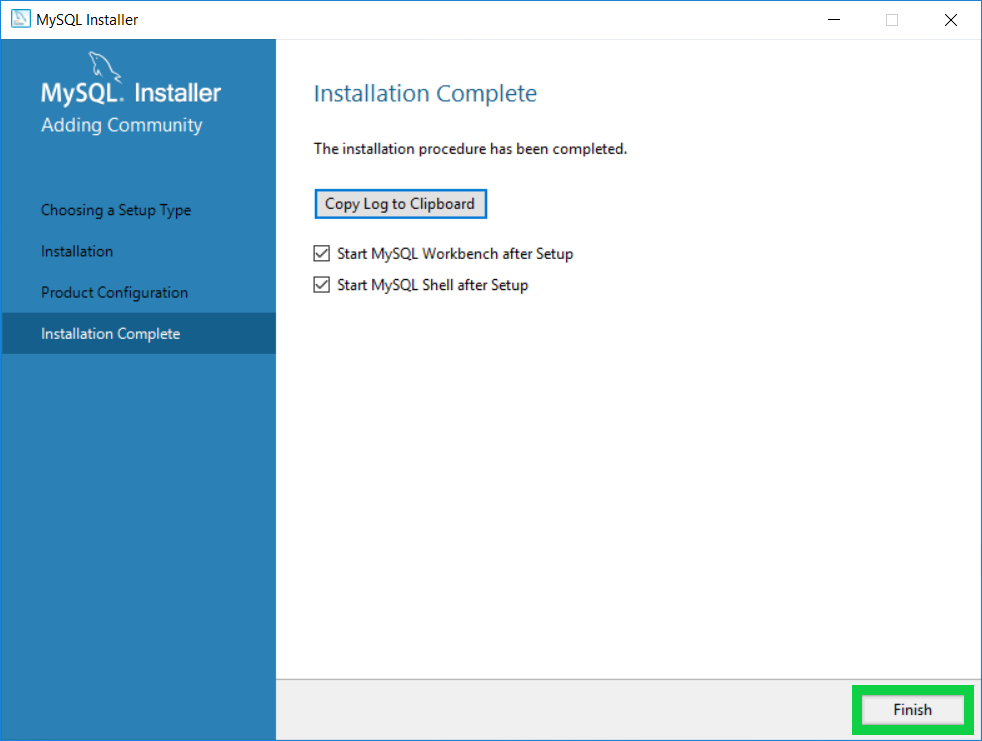 MySQL Installer
MySQL. Installer
Adding Community
Choosing a Setup Type
Installation
Product Configuration
Installation Complete
Installation Complete
The installation procedure has been completed.
Copy Log to Clipboard
Start MySQL Workbench after Setup
Start MySQL Shell after Setup
Finish